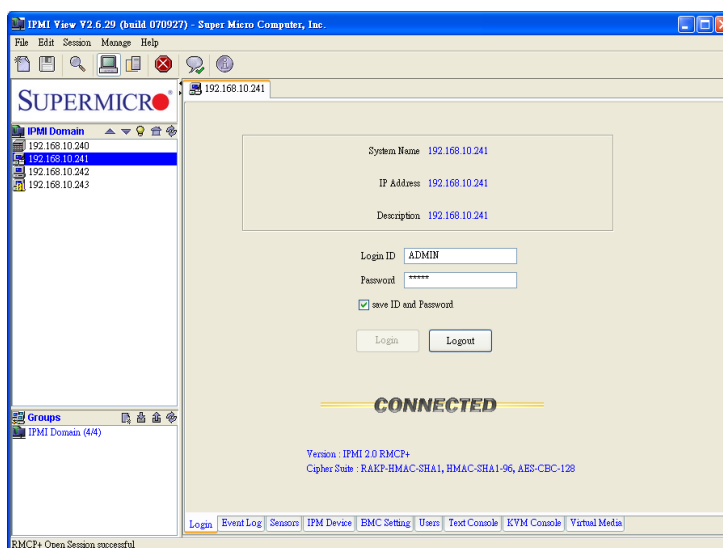 IPMI View V2.6.29 (build 070927) - Super Micro Computer, Inc.
File Edit Session Manage Help
SUPERMICRO
192.168.10.241
IPMI Domain
192.168.10.240
192.168.10.241
192.168.10.242
192.168.10.243
System Name 192.168.10.241
IP Address 192.168.10.241
Description 192.168.10.241
Login ID ADMIN
Password *****
save ID and Password
Login Logout
CONNECTED
Groups
IPMI Domain (4/4)
Version : IPMI 2.0 RMCP+
Cipher Suite : RAKP-HMAC-SHA1, HMAC-SHA1-96, AES-CBC-128
Login Event Log Sensors IPM Device BMC Setting Users Text Console KVM Console Virtual Media
RMCP+ Open Session successful